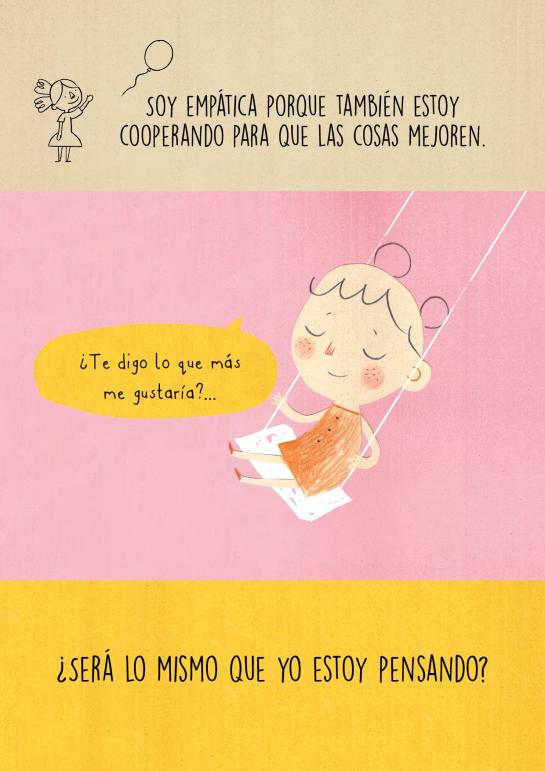 SOY EMPÁTICA PORQUE TAMBIÉN ESTOY
COOPERANDO PARA QUE LAS COSAS MEJOREN.
¿Te digo lo que más
me gustaría?...
¿SERÁ LO MISMO QUE YO ESTOY PENSANDO?